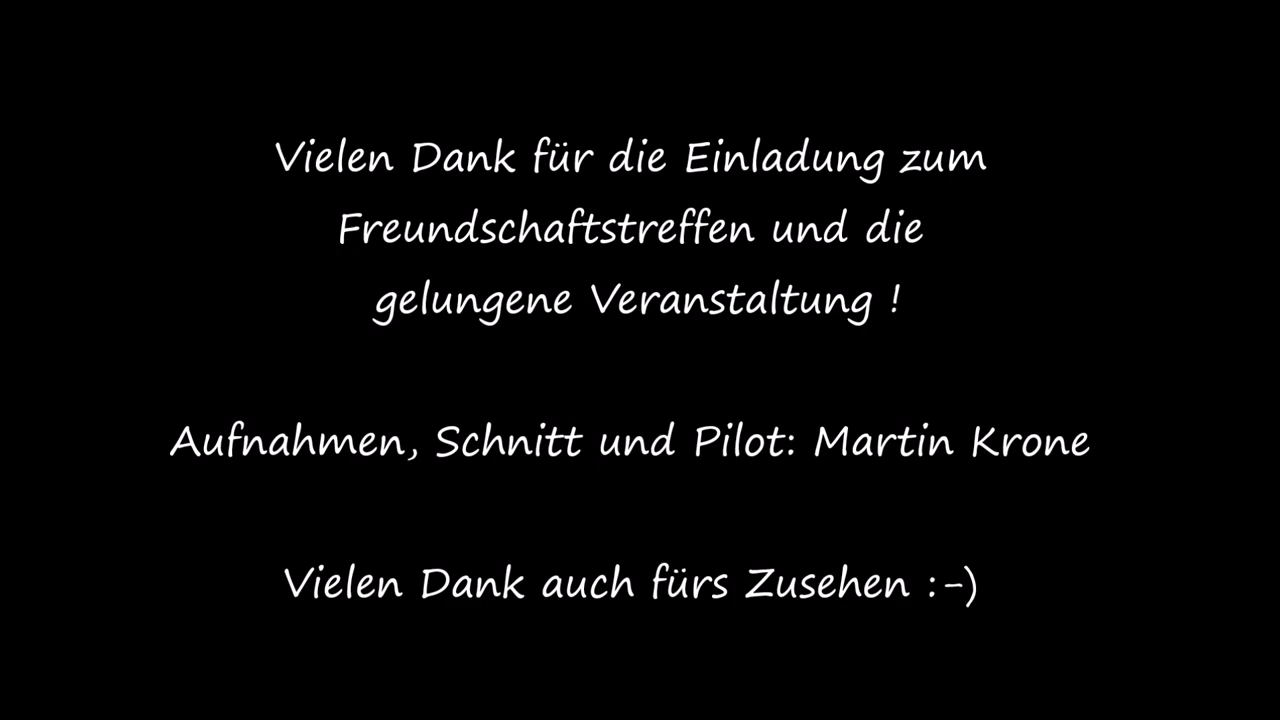 Vielen Dank für die Einladung zum
Freundschaftstreffen und die
gelungene Veranstaltung !
Aufnahmen, Schnitt und Pilot: Martin Krone
Vielen Dank auch fürs Zusehen :-)